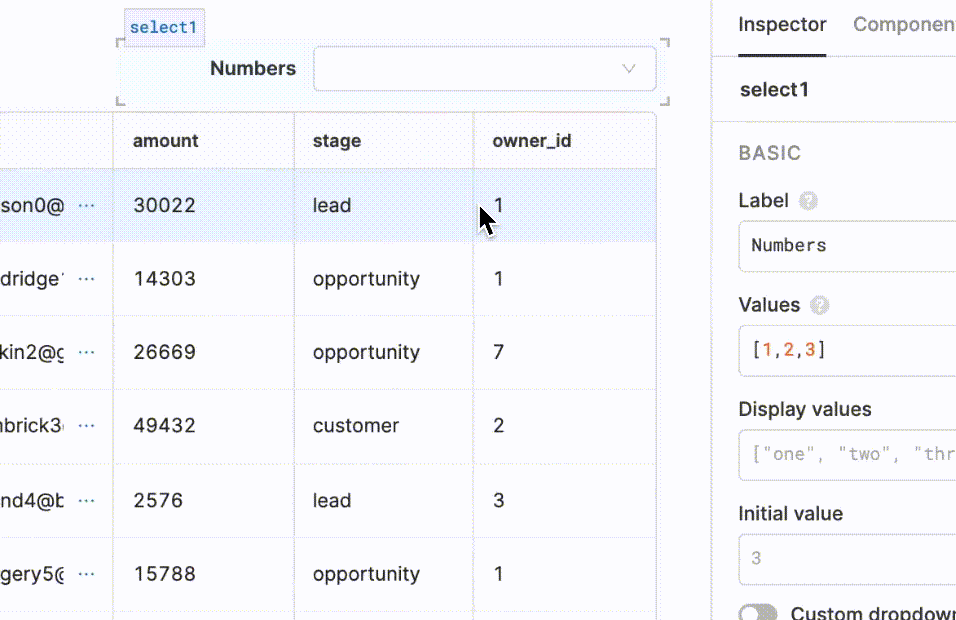 select1
Numbers
amount stage owner_id
son0@ ··· 30022 lead 1
dridge ··· 14303 opportunity 1
kin2@g ··· 26669 opportunity 7
nbrick3 ··· 49432 customer 2
nd4@b ··· 2576 lead 3
gery5@ ··· 15788 opportunity 1
Inspector Componen
select1
BASIC
Label ?
Numbers
Values ?
[1,2,3]
Display values
["one", "two", "thr
Initial value
3
Custom dropdow